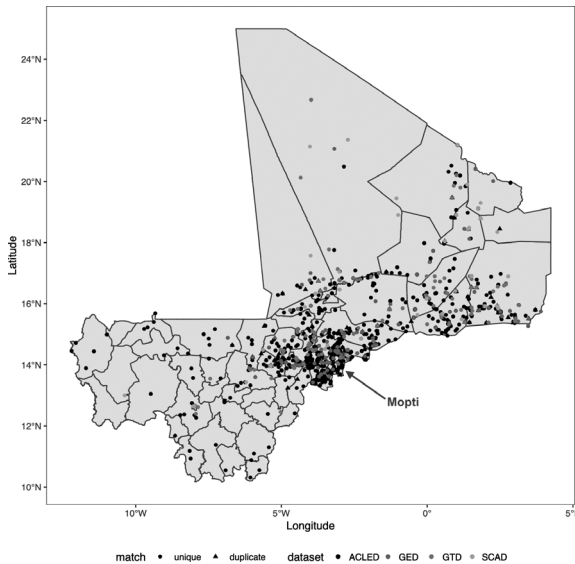 24°N
22°N
20°N
18°N
16°N
14°N
12°N
10°N
Latitude
Mopti
10°W
5°W
0°
5°
Longitude
match unique duplicate dataset ACLED GED GTD SCAD